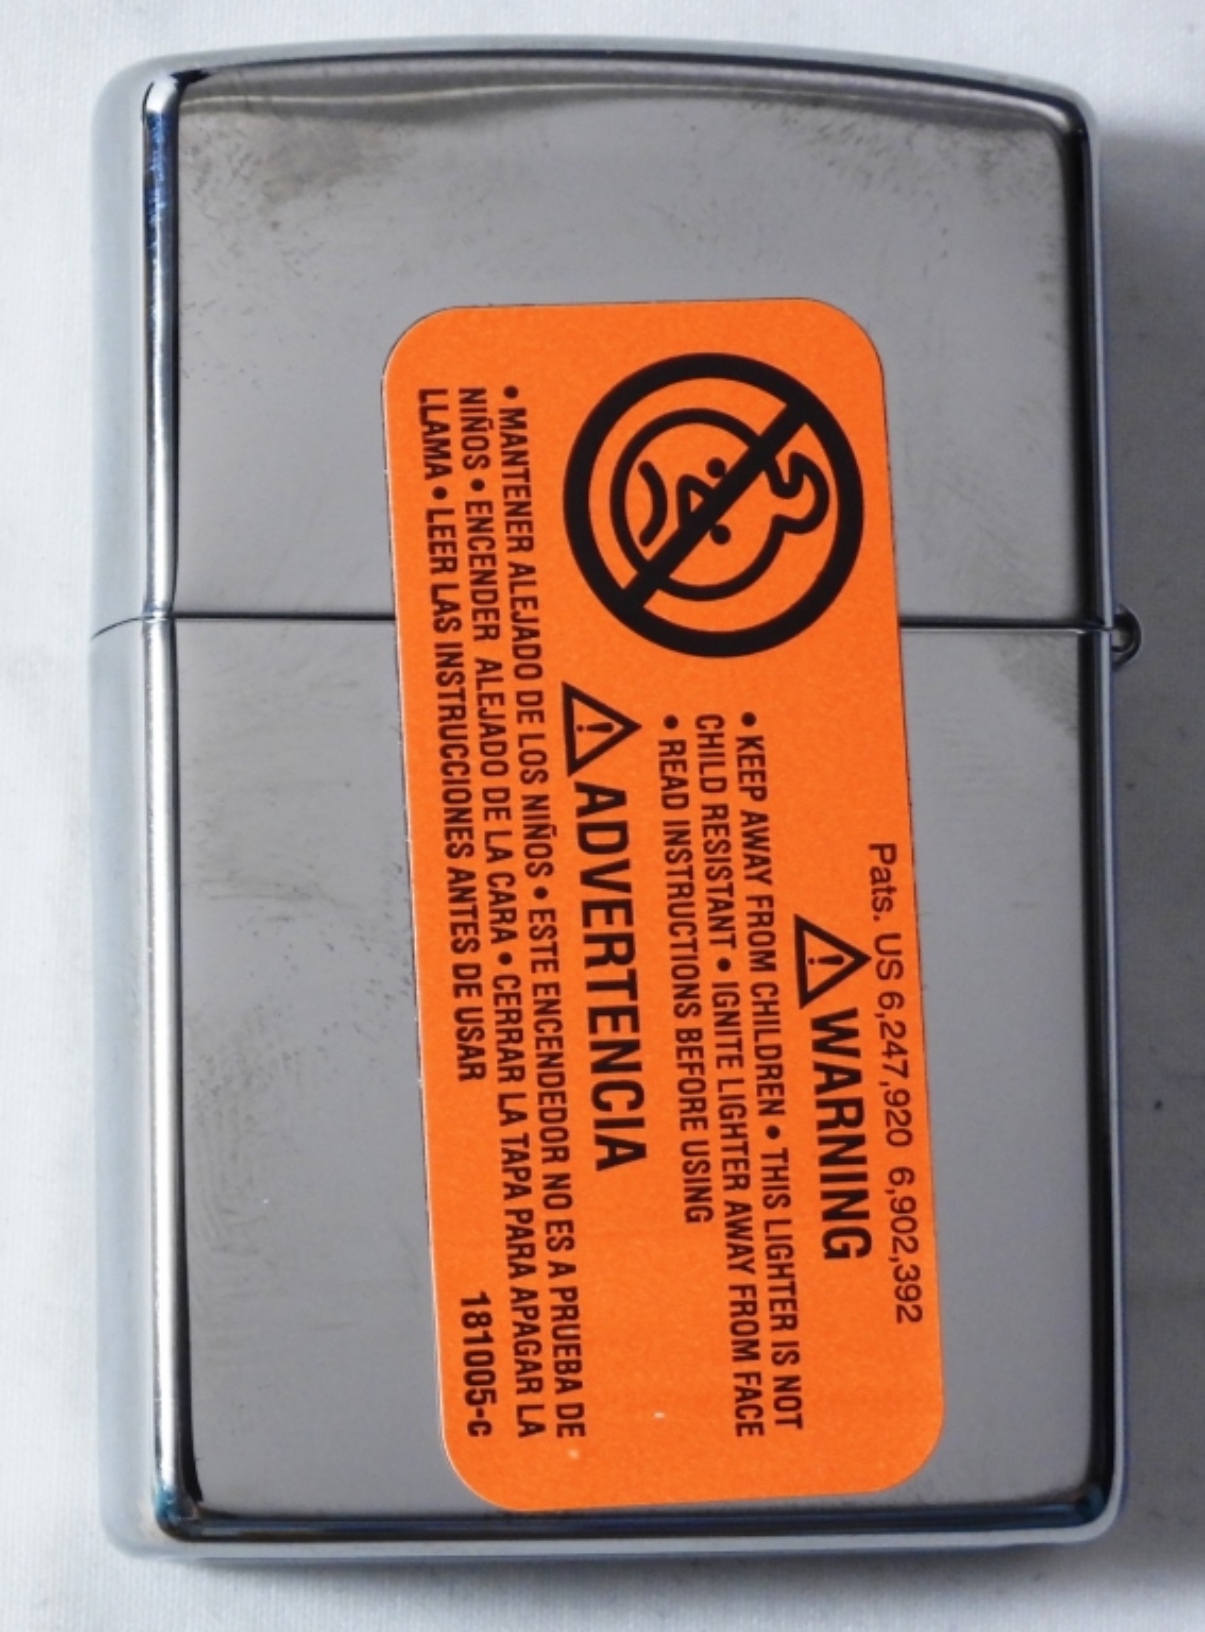 Pats. US 6,247,920 6,902,392
WARNING
• KEEP AWAY FROM CHILDREN • THIS LIGHTER IS NOT
CHILD RESISTANT • IGNITE LIGHTER AWAY FROM FACE
• READ INSTRUCTIONS BEFORE USING
ADVERTENCIA
• MANTENER ALEJADO DE LOS NIÑOS • ESTE ENCENDEDOR NO ES A PRUEBA DE
NIÑOS • ENCENDER ALEJADO DE LA CARA • CERRAR LA TAPA PARA APAGAR LA
LLAMA • LEER LAS INSTRUCCIONES ANTES DE USAR
181005-C